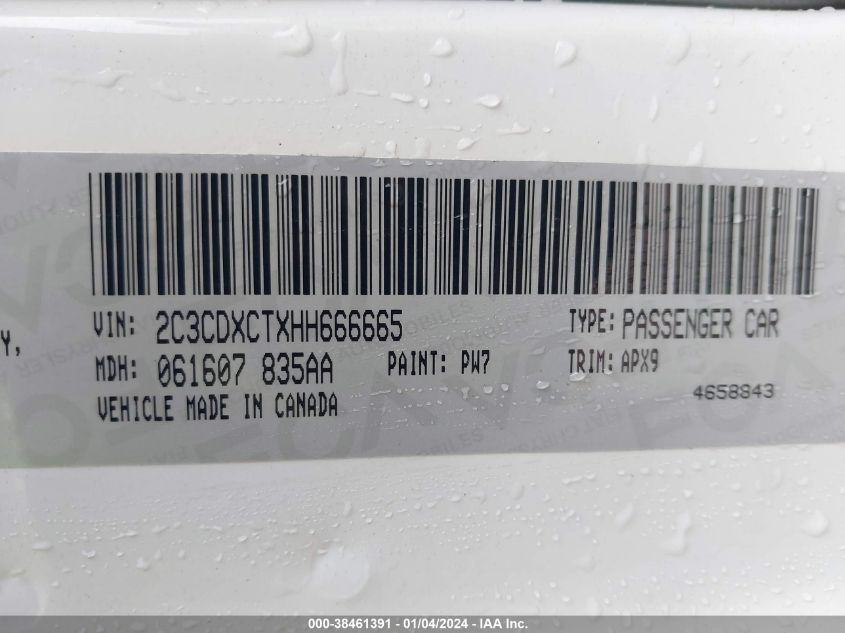 VIN: 2C3CDXCTXHH666665 TYPE: PASSENGER CAR
Y,
MDH: 061607 835AA PAINT: PW7 TRIM: APX9
VEHICLE MADE IN CANADA 4658843
000-38461391 - 01/04/2024 - IAA Inc.